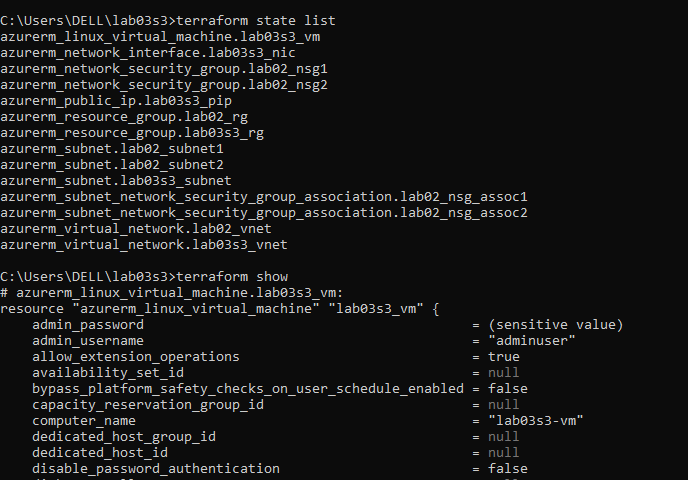 C:\Users\DELL\lab03s3>terraform state list
azurerm_linux_virtual_machine.lab03s3_vm
azurerm_network_interface.lab03s3_nic
azurerm_network_security_group.lab02_nsg1
azurerm_network_security_group.lab02_nsg2
azurerm_public_ip.lab03s3_pip
azurerm_resource_group.lab02_rg
azurerm_resource_group.lab03s3_rg
azurerm_subnet.lab02_subnet1
azurerm_subnet.lab02_subnet2
azurerm_subnet.lab03s3_subnet
azurerm_subnet_network_security_group_association.lab02_nsg_assoc1
azurerm_subnet_network_security_group_association.lab02_nsg_assoc2
azurerm_virtual_network.lab02_vnet
azurerm_virtual_network.lab03s3_vnet
C:\Users\DELL\lab03s3>terraform show
# azurerm_linux_virtual_machine.lab03s3_vm:
resource "azurerm_linux_virtual_machine" "lab03s3_vm" {
    admin_password                                         = (sensitive value)
    admin_username                                         = "adminuser"
    allow_extension_operations                             = true
    availability_set_id                                    = null
    bypass_platform_safety_checks_on_user_schedule_enabled = false
    capacity_reservation_group_id                          = null
    computer_name                                          = "lab03s3-vm"
    dedicated_host_group_id                                = null
    dedicated_host_id                                      = null
    disable_password_authentication                        = false